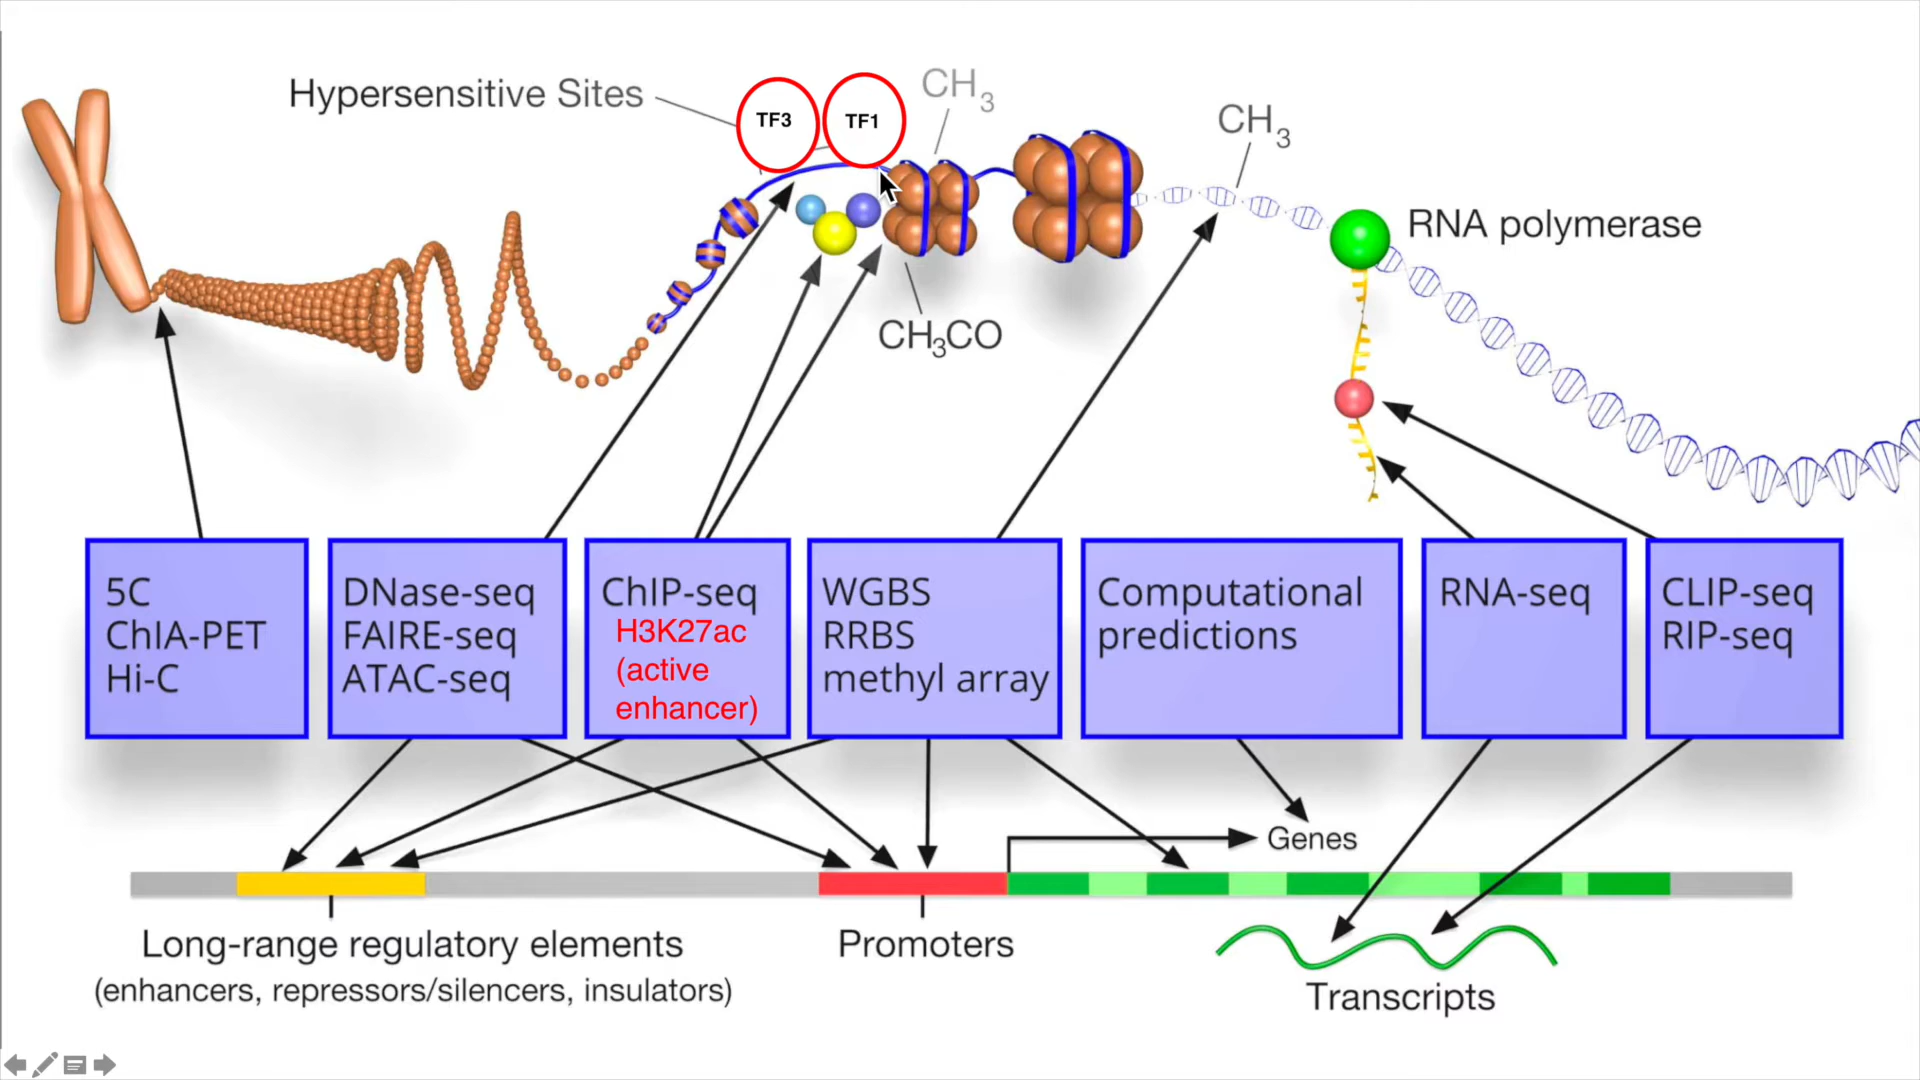 Hypersensitive Sites
TF3
TF1
CH3
CH3
RNA polymerase
CH3CO
5C
ChIA-PET
Hi-C
DNase-seq
FAIRE-seq
ATAC-seq
ChIP-seq
H3K27ac
(active
enhancer)
WGBS
RRBS
methyl array
Computational
predictions
RNA-seq
CLIP-seq
RIP-seq
Genes
Long-range regulatory elements
(enhancers, repressors/silencers, insulators)
Promoters
Transcripts